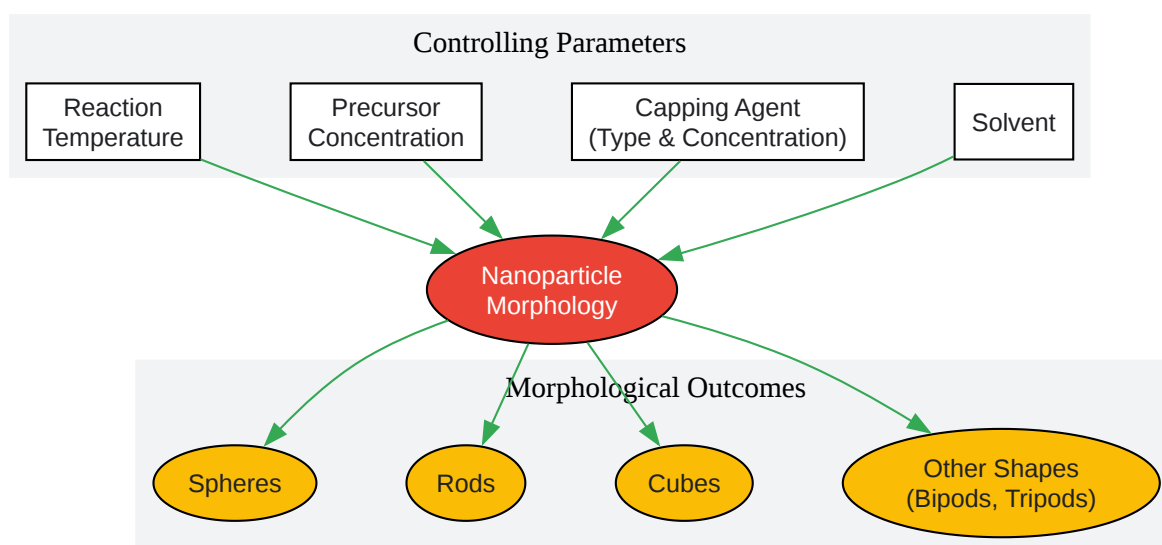 Controlling Parameters
Reaction
Temperature
Precursor
Concentration
Capping Agent
(Type & Concentration)
Solvent
Nanoparticle
Morphology
Morphological Outcomes
Spheres
Rods
Cubes
Other Shapes
(Bipods, Tripods)